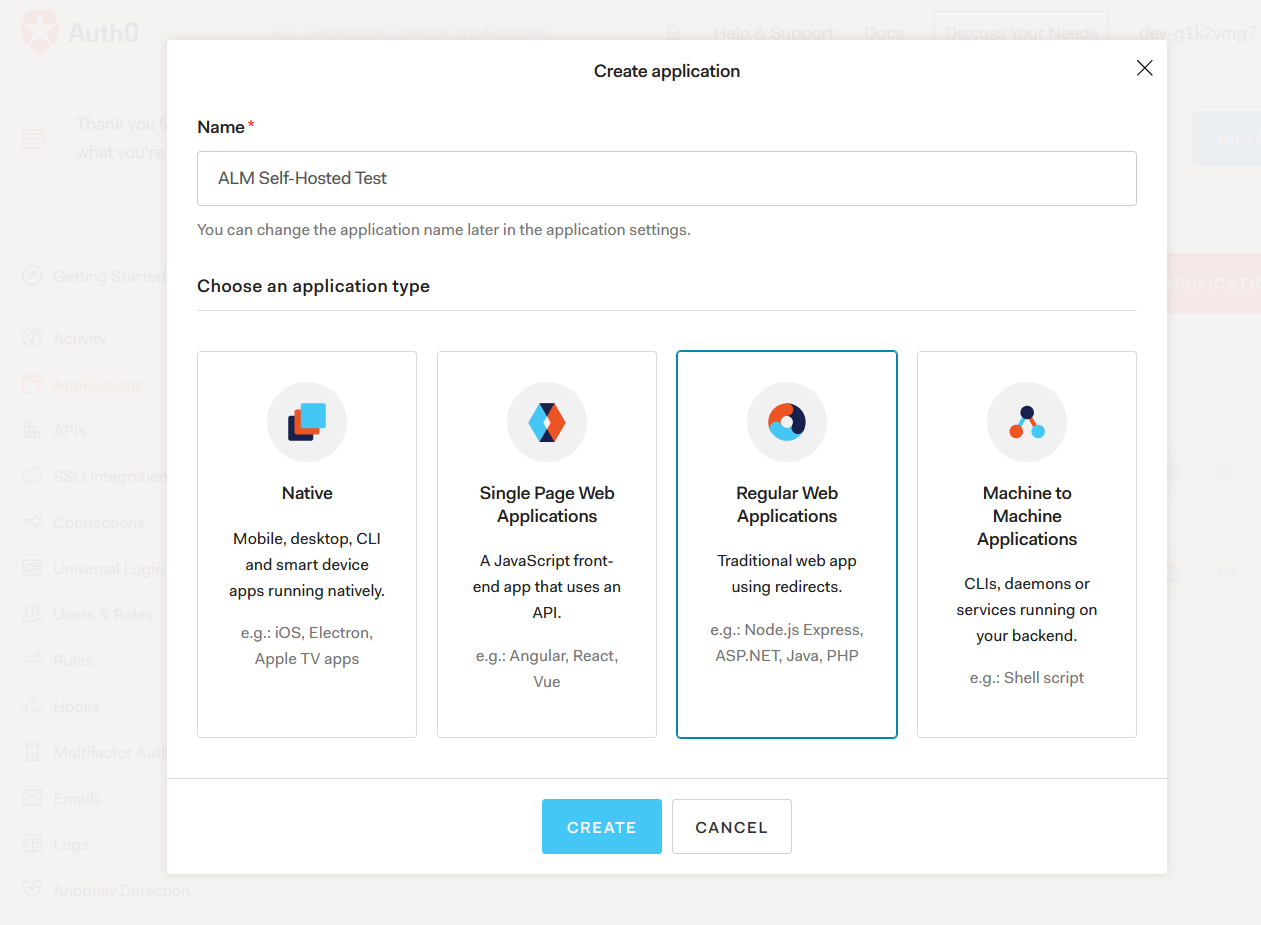 Auth0
Search for users or applications
Help & Support
Docs
Discuss Your Needs
dev-g1k2vmg7
Thank you f
what you're
BILL
Getting Started
Activity
Applications
APIs
SSO Integration
Connections
Universal Login
Users & Roles
Rules
Hooks
Multifactor Auth
Emails
Logs
Anomaly Detection
APPLICATIO
Create application
Name *
ALM Self-Hosted Test
You can change the application name later in the application settings.
Choose an application type
Native
Mobile, desktop, CLI
and smart device
apps running natively.
e.g.: iOS, Electron,
Apple TV apps
Single Page Web
Applications
A JavaScript front-
end app that uses an
API.
e.g.: Angular, React,
Vue
Regular Web
Applications
Traditional web app
using redirects.
e.g.: Node.js Express,
ASP.NET, Java, PHP
Machine to
Machine
Applications
CLIs, daemons or
services running on
your backend.
e.g.: Shell script
CREATE
CANCEL